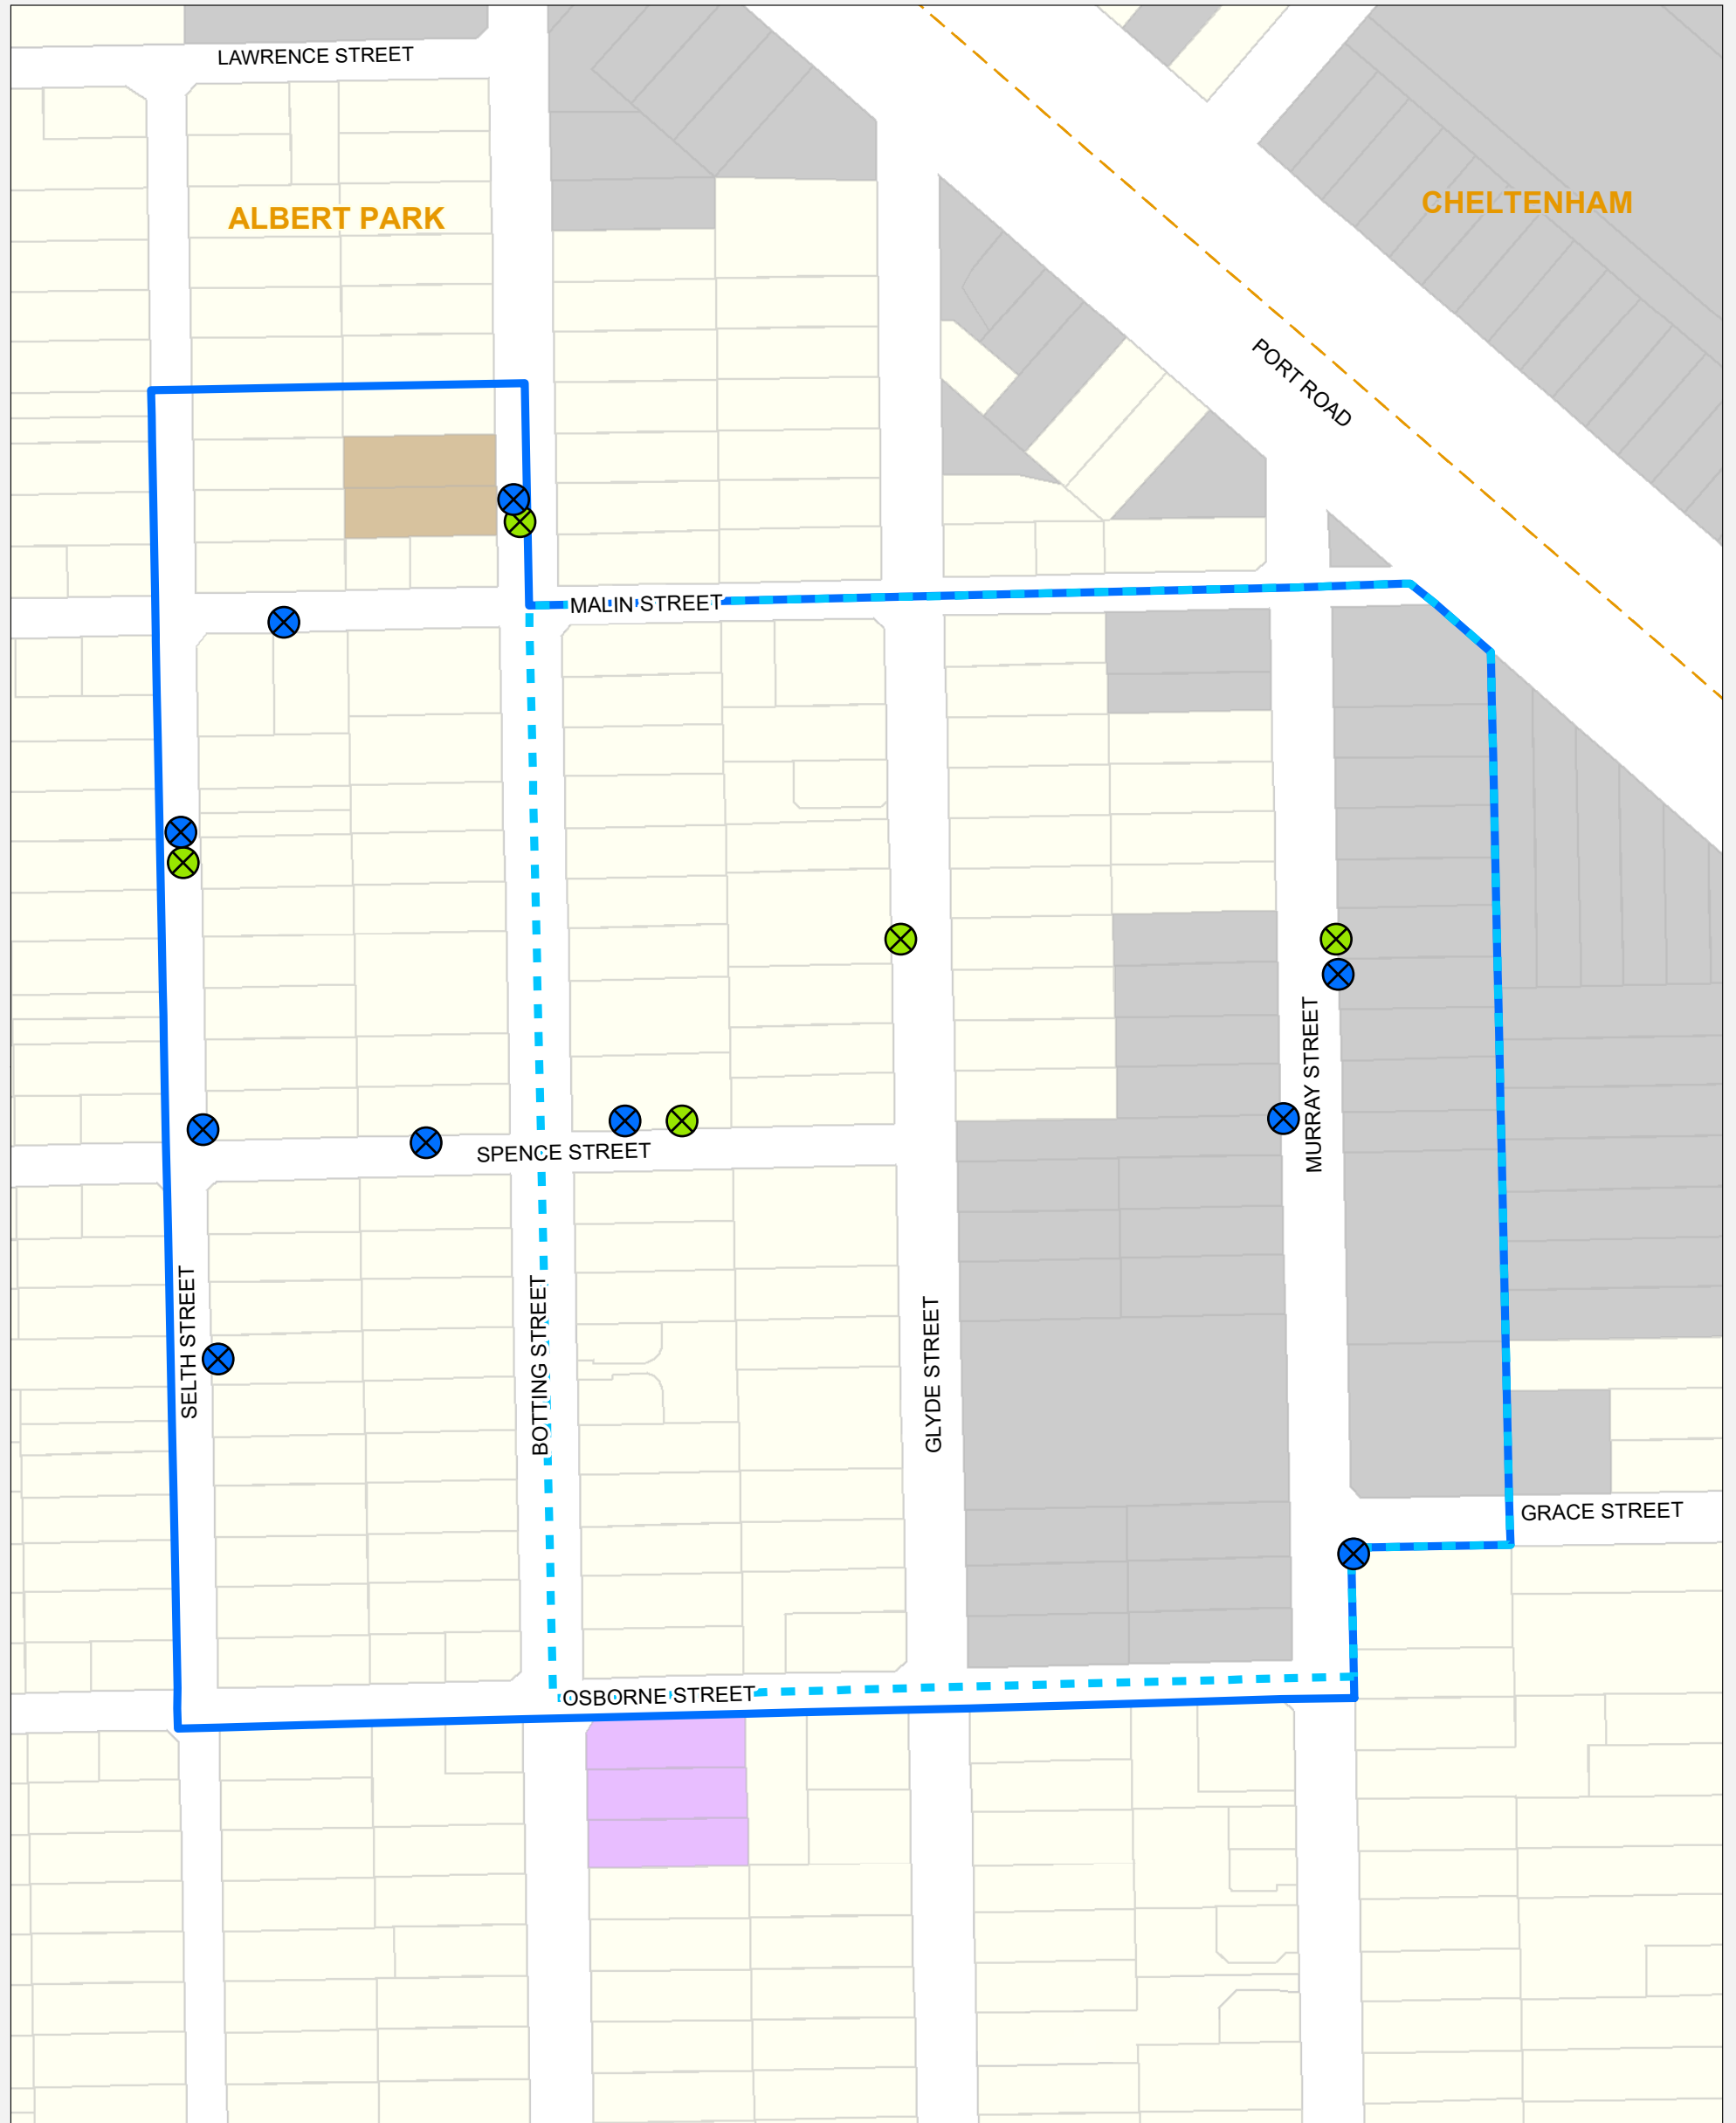 LAWRENCE STREET
CHELTENHAM
ALBERT PARK
PORT ROAD
MALIN STREET
MURRAY STREET
SPENCE STREET
SELTH STREET
BOTTING STREET
GLYDE STREET
GRACE STREET
OSBORNE STREET